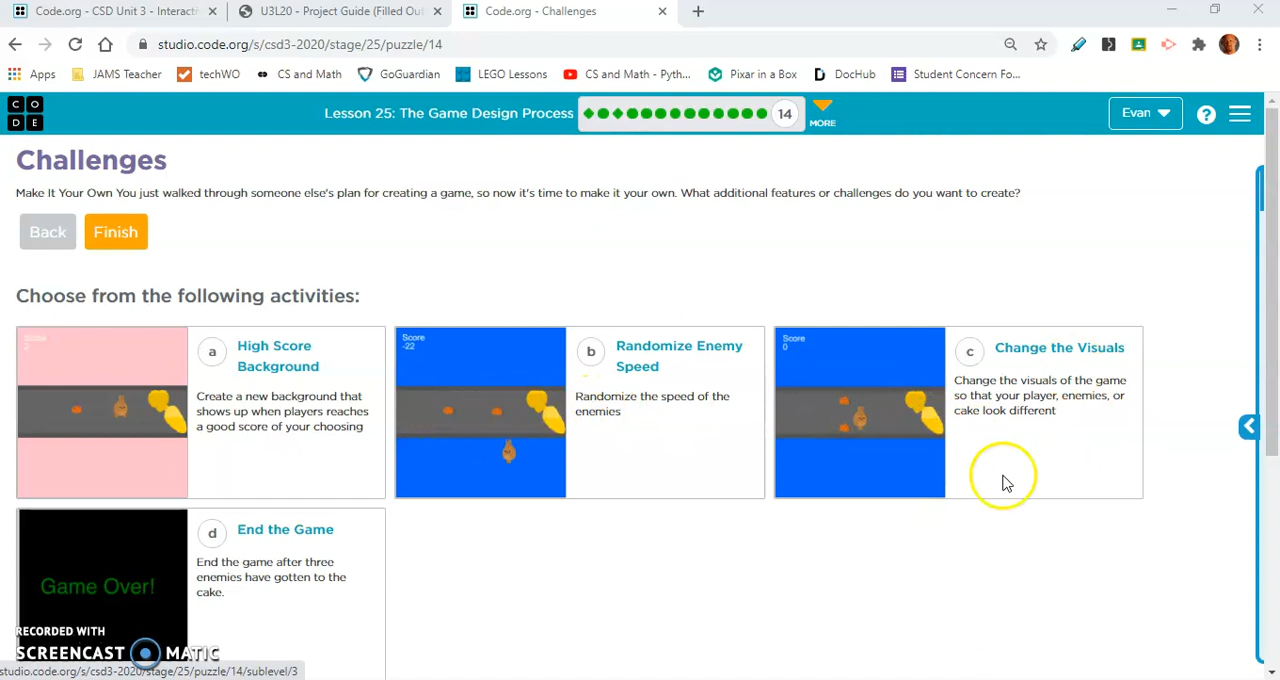 Code.org - CSD Unit 3 - Interacti
U3L20 - Project Guide (Filled Out
Code.org - Challenges
studio.code.org/s/csd3-2020/stage/25/puzzle/14
Apps
JAMS Teacher
techWO
CS and Math
GoGuardian
LEGO Lessons
CS and Math - Pyth...
Pixar in a Box
DocHub
Student Concern Fo...
C O
D E
Lesson 25: The Game Design Process
14
MORE
Evan
?
Challenges
Make It Your Own You just walked through someone else's plan for creating a game, so now it's time to make it your own. What additional features or challenges do you want to create?
Back
Finish
Choose from the following activities:
a
High Score
Background
Create a new background that
shows up when players reaches
a good score of your choosing
Score
-22
b
Randomize Enemy
Speed
Randomize the speed of the
enemies
Score
0
c
Change the Visuals
Change the visuals of the game
so that your player, enemies, or
cake look different
Game Over!
d
End the Game
End the game after three
enemies have gotten to the
cake.
RECORDED WITH
SCREENCAST MATIC
studio.code.org/s/csd3-2020/stage/25/puzzle/14/sublevel/3